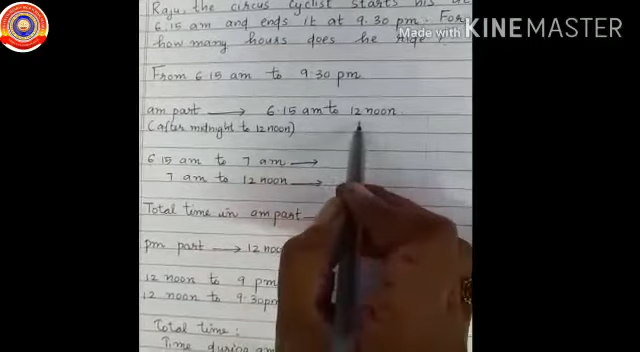 Raju, the circus cyclist starts his
6.15 am and ends it at 9.30 pm. For
how many hours does he ride?
Made with KINEMASTER
From 6.15 am to 9.30 pm
am part → 6.15 am to 12 noon.
(after midnight to 12 noon)
6.15 am to 7 am →
7 am to 12 noon →
Total time in am part
pm part → 12 noo
12 noon to 9 pm
12 noon to 9.30pm
Total time:
Time during am